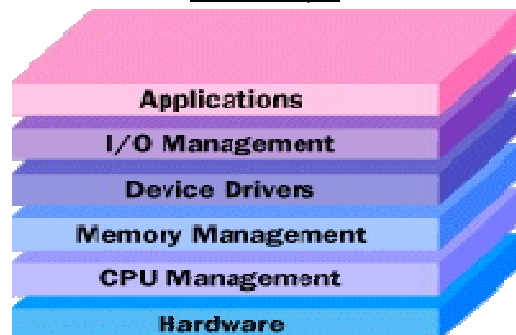 Applications
I/O Management
Device Drivers
Memory Management
CPU Management
Hardware